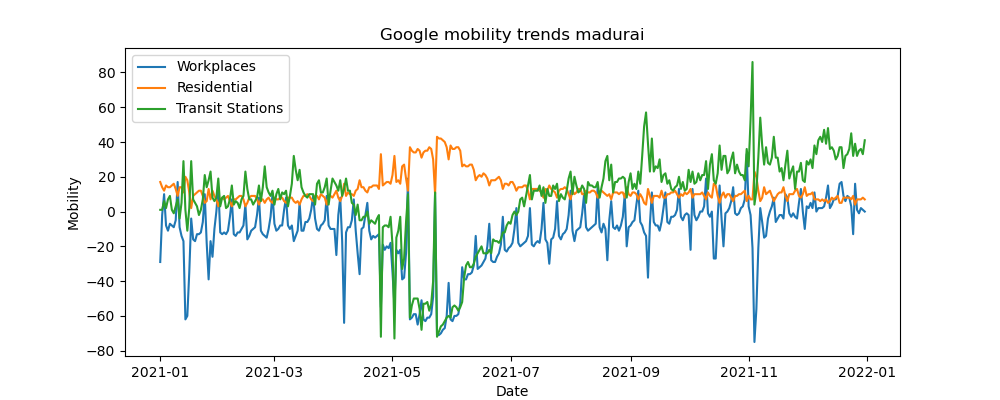 Google mobility trends madurai
Workplaces
Residential
Transit Stations
80
60
40
20
0
−20
−40
−60
−80
Mobility
2021-01 2021-03 2021-05 2021-07 2021-09 2021-11 2022-01
Date